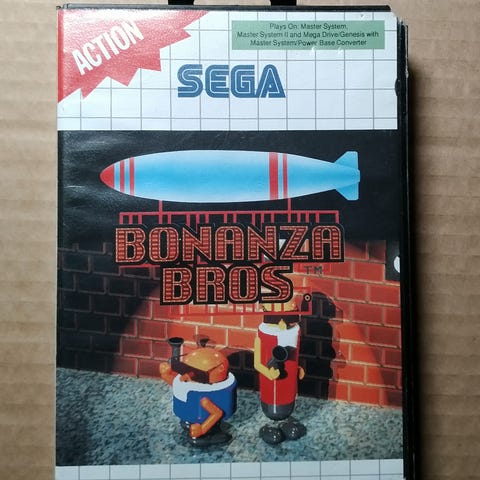 ACTION
Plays On: Master System,
Master System II and Mega Drive/Genesis with
Master System/Power Base Converter
SEGA
BONANZA
BROS TM